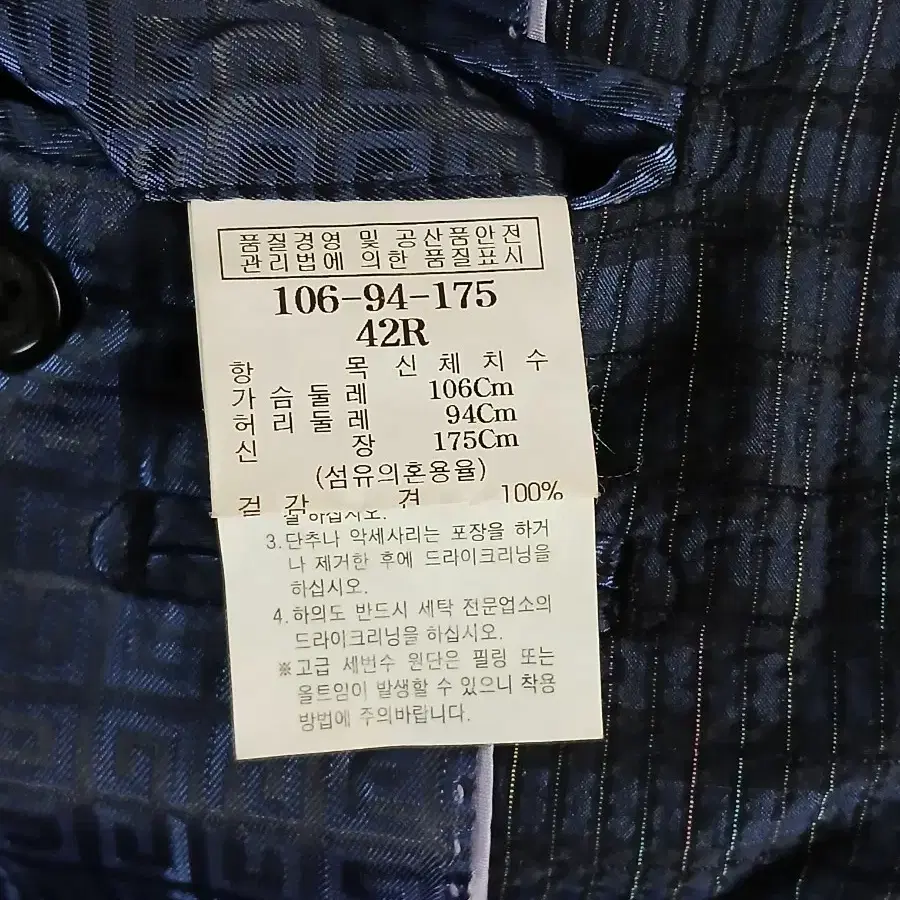 품질경영 및 공산품안전
관리법에 의한 품질표시
106-94-175
42R
항 목 신 체 치 수
가 슴 둘 레 106Cm
허 리 둘 레 94Cm
신 장 175Cm
(섬유의혼용율)
겉 감 견 100%
하십시오.
3. 단추나 악세사리는 포장을 하거
나 제거한 후에 드라이크리닝을
하십시오.
4. 하의도 반드시 세탁 전문업소의
드라이크리닝을 하십시오.
※고급 세번수 원단은 필링 또는
올트임이 발생할 수 있으니 착용
방법에 주의바랍니다.